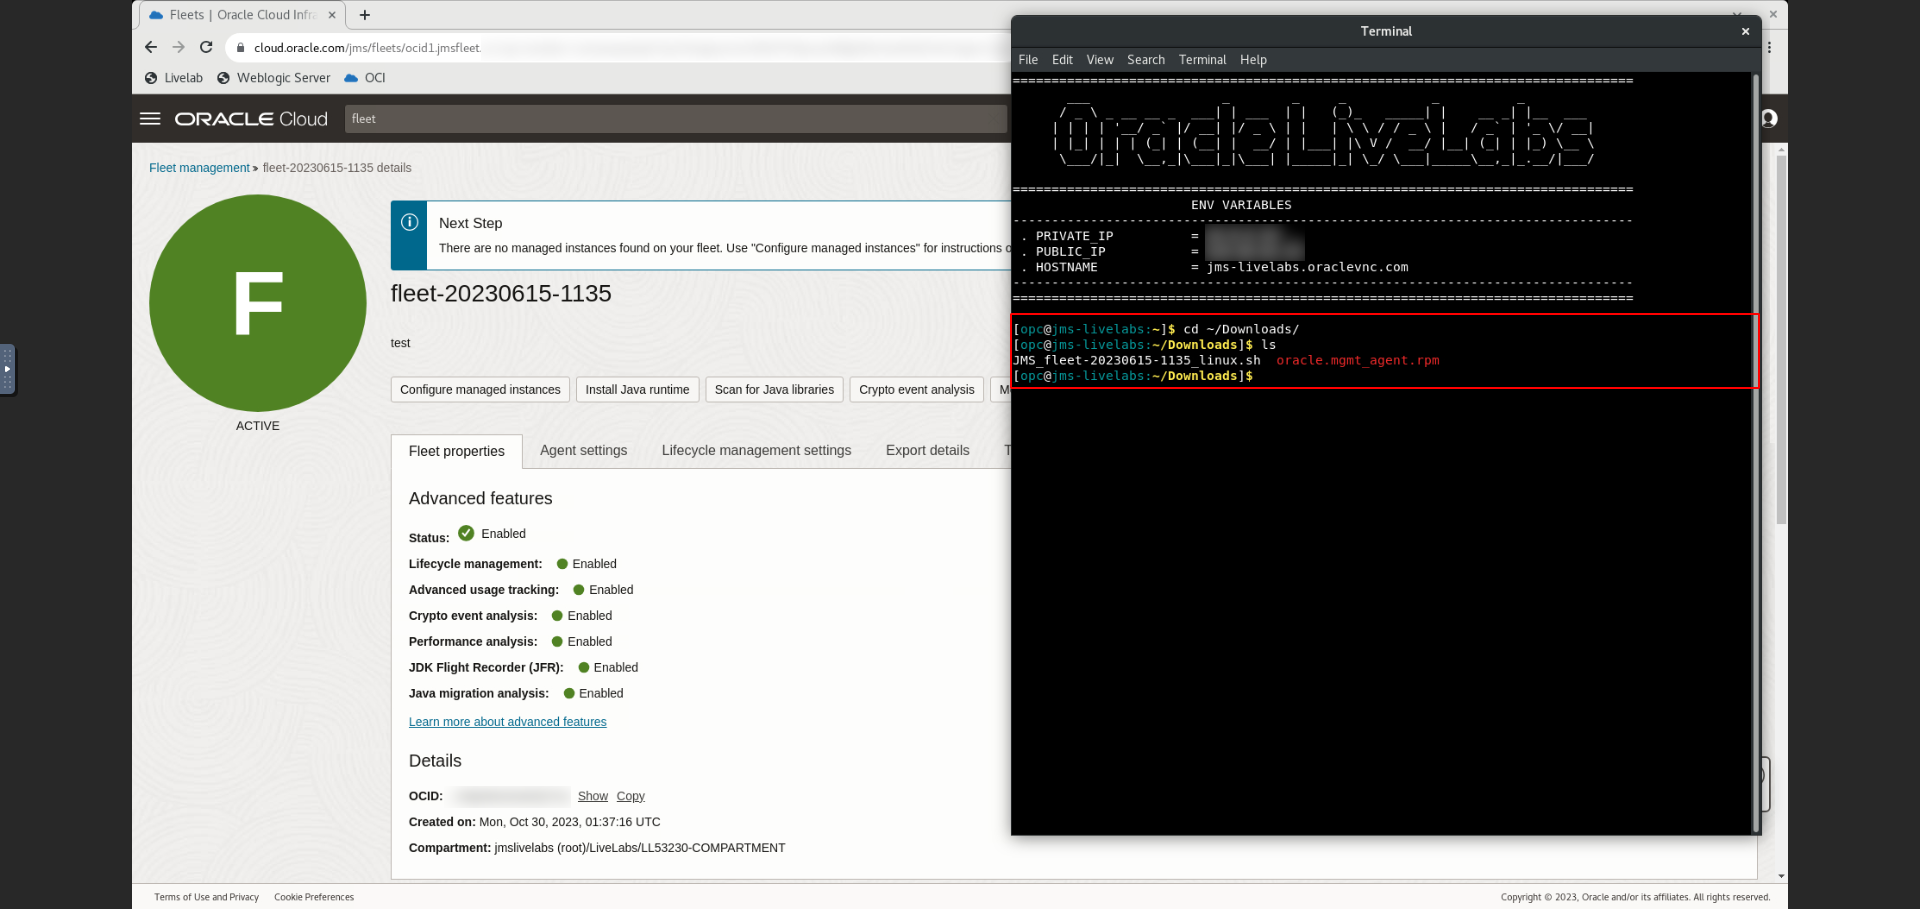 Fleets | Oracle Cloud Infra
cloud.oracle.com/jms/fleets/ocid1.jmsfleet.
Livelab
Weblogic Server
OCI
ORACLE Cloud
fleet
Fleet management » fleet-20230615-1135 details
F
ACTIVE
Next Step
There are no managed instances found on your fleet. Use "Configure managed instances" for instructions o
fleet-20230615-1135
test
Configure managed instances
Install Java runtime
Scan for Java libraries
Crypto event analysis
M
Fleet properties
Agent settings
Lifecycle management settings
Export details
T
Advanced features
Status: Enabled
Lifecycle management: Enabled
Advanced usage tracking: Enabled
Crypto event analysis: Enabled
Performance analysis: Enabled
JDK Flight Recorder (JFR): Enabled
Java migration analysis: Enabled
Learn more about advanced features
Details
OCID: Show Copy
Created on: Mon, Oct 30, 2023, 01:37:16 UTC
Compartment: jmslivelabs (root)/LiveLabs/LL53230-COMPARTMENT
Terminal
File Edit View Search Terminal Help
OracleLiveLabs
ENV VARIABLES
. PRIVATE_IP =
. PUBLIC_IP =
. HOSTNAME = jms-livelabs.oraclevnc.com
[opc@jms-livelabs:~]$ cd ~/Downloads/
[opc@jms-livelabs:~/Downloads]$ ls
JMS_fleet-20230615-1135_linux.sh oracle.mgmt_agent.rpm
[opc@jms-livelabs:~/Downloads]$
Terms of Use and Privacy
Cookie Preferences
Copyright © 2023, Oracle and/or its affiliates. All rights reserved.